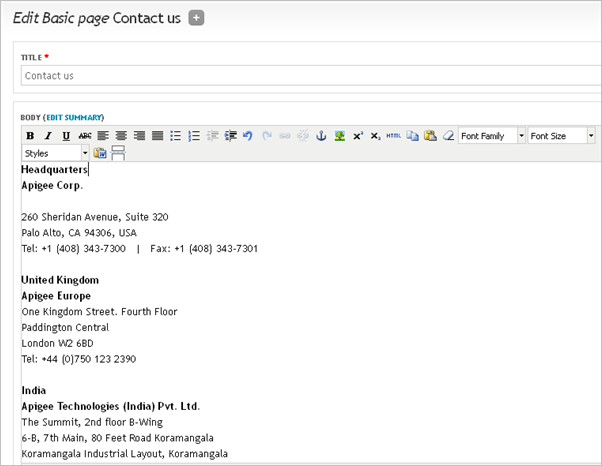 Edit Basic page Contact us +
TITLE *
Contact us
BODY (EDIT SUMMARY)
B I U ABC x² x₂ HTML Font Family Font Size
Styles
Headquarters
Apigee Corp.
260 Sheridan Avenue, Suite 320
Palo Alto, CA 94306, USA
Tel: +1 (408) 343-7300 | Fax: +1 (408) 343-7301
United Kingdom
Apigee Europe
One Kingdom Street. Fourth Floor
Paddington Central
London W2 6BD
Tel: +44 (0)750 123 2390
India
Apigee Technologies (India) Pvt. Ltd.
The Summit, 2nd floor B-Wing
6-B, 7th Main, 80 Feet Road Koramangala
Koramangala Industrial Layout, Koramangala